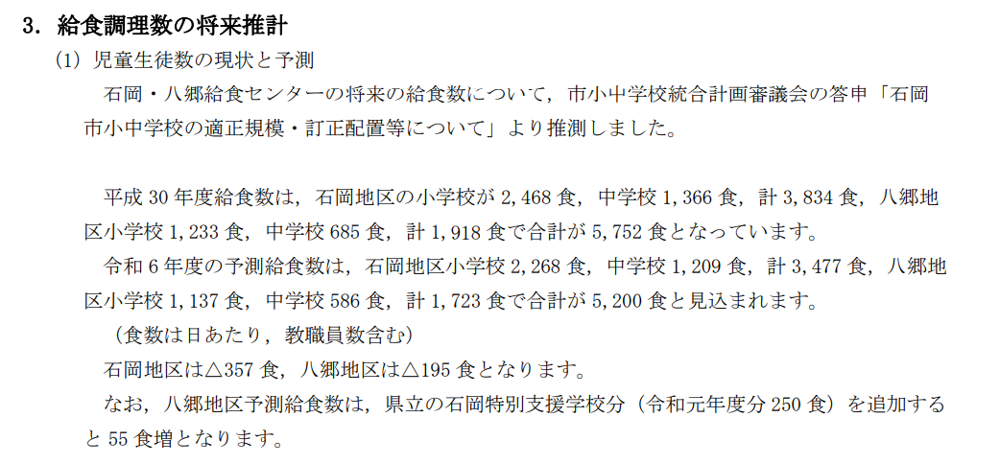 3．給食調理数の将来推計
(1) 児童生徒数の現状と予測
石岡・八郷給食センターの将来の給食数について，市小中学校統合計画審議会の答申「石岡
市小中学校の適正規模・訂正配置等について」より推測しました。
平成 30 年度給食数は，石岡地区の小学校が 2,468 食，中学校 1,366 食，計 3,834 食，八郷地
区小学校 1,233 食，中学校 685 食，計 1,918 食で合計が 5,752 食となっています。
令和 6 年度の予測給食数は，石岡地区小学校 2,268 食，中学校 1,209 食，計 3,477 食，八郷地
区小学校 1,137 食，中学校 586 食，計 1,723 食で合計が 5,200 食と見込まれます。
（食数は日あたり，教職員数含む）
石岡地区は△357 食，八郷地区は△195 食となります。
なお，八郷地区予測給食数は，県立の石岡特別支援学校分（令和元年度分 250 食）を追加する
と 55 食増となります。